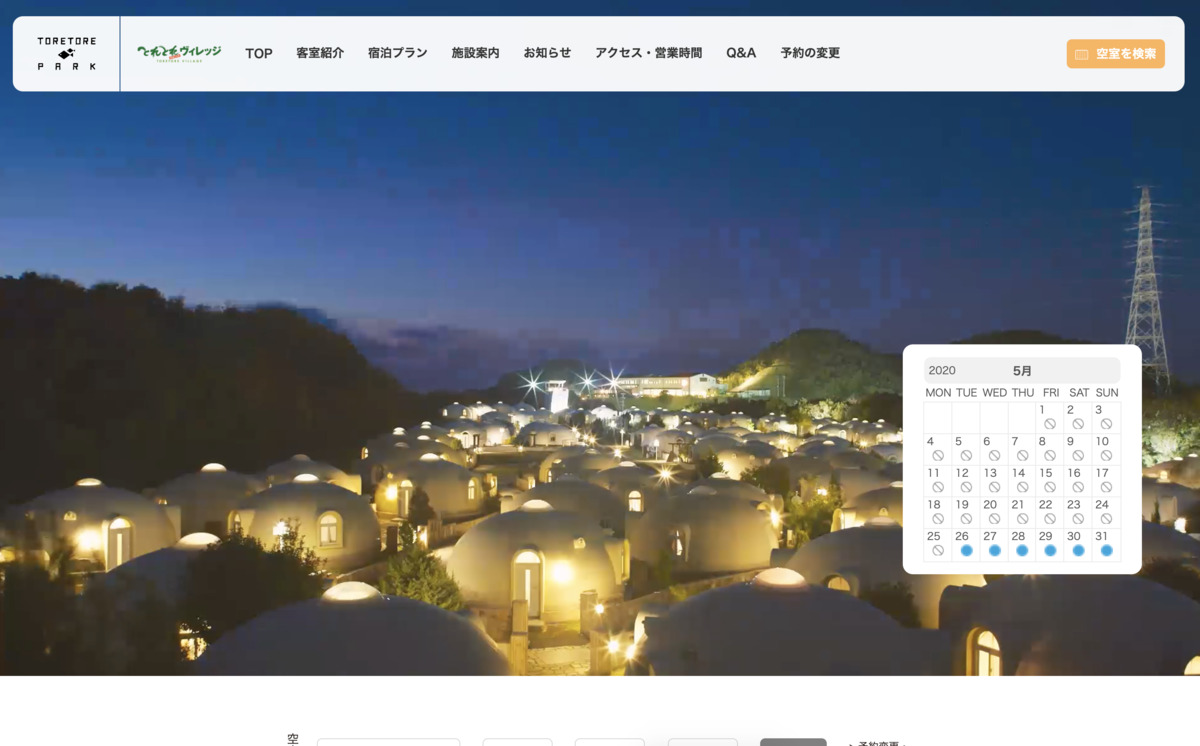 TORETORE
PARK
とれとれヴィレッジ
TORETORE VILLAGE
TOP
客室紹介
宿泊プラン
施設案内
お知らせ
アクセス・営業時間
Q&A
予約の変更
空室を検索
2020 5月
MON TUE WED THU FRI SAT SUN
1 2 3
4 5 6 7 8 9 10
11 12 13 14 15 16 17
18 19 20 21 22 23 24
25 26 27 28 29 30 31
空